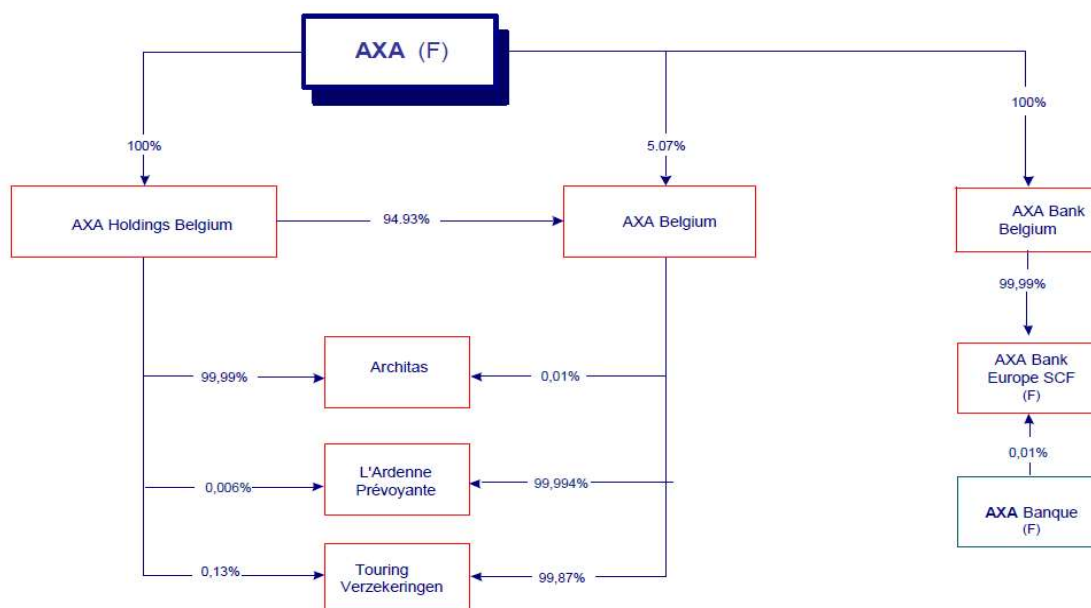 AXA (F)
100%
5.07%
100%
AXA Holdings Belgium
94.93%
AXA Belgium
AXA Bank
Belgium
99,99%
Architas
99,99%
0,01%
AXA Bank
Europe SCF
(F)
0,01%
L'Ardenne
Prévoyante
0,006%
99,994%
AXA Banque
(F)
0,13%
Touring
Verzekeringen
99,87%